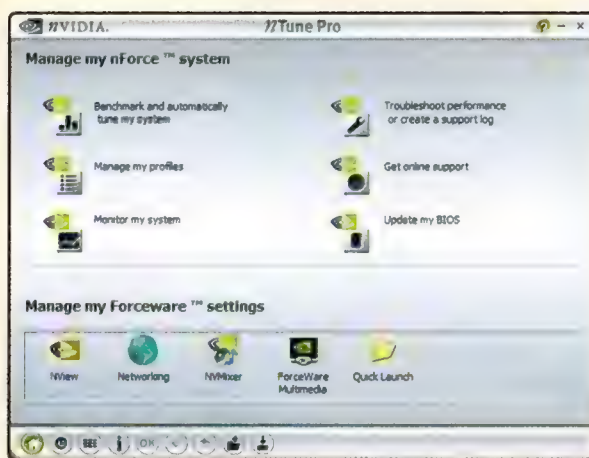 nVIDIA. nTune Pro
Manage my nForce ™ system
Benchmark and automatically
tune my system
Troubleshoot performance
or create a support log
Manage my profiles
Get online support
Monitor my system
Update my BIOS
Manage my Forceware ™ settings
NView
Networking
NVMixer
ForceWare
Multimedia
Quick Launch
OK